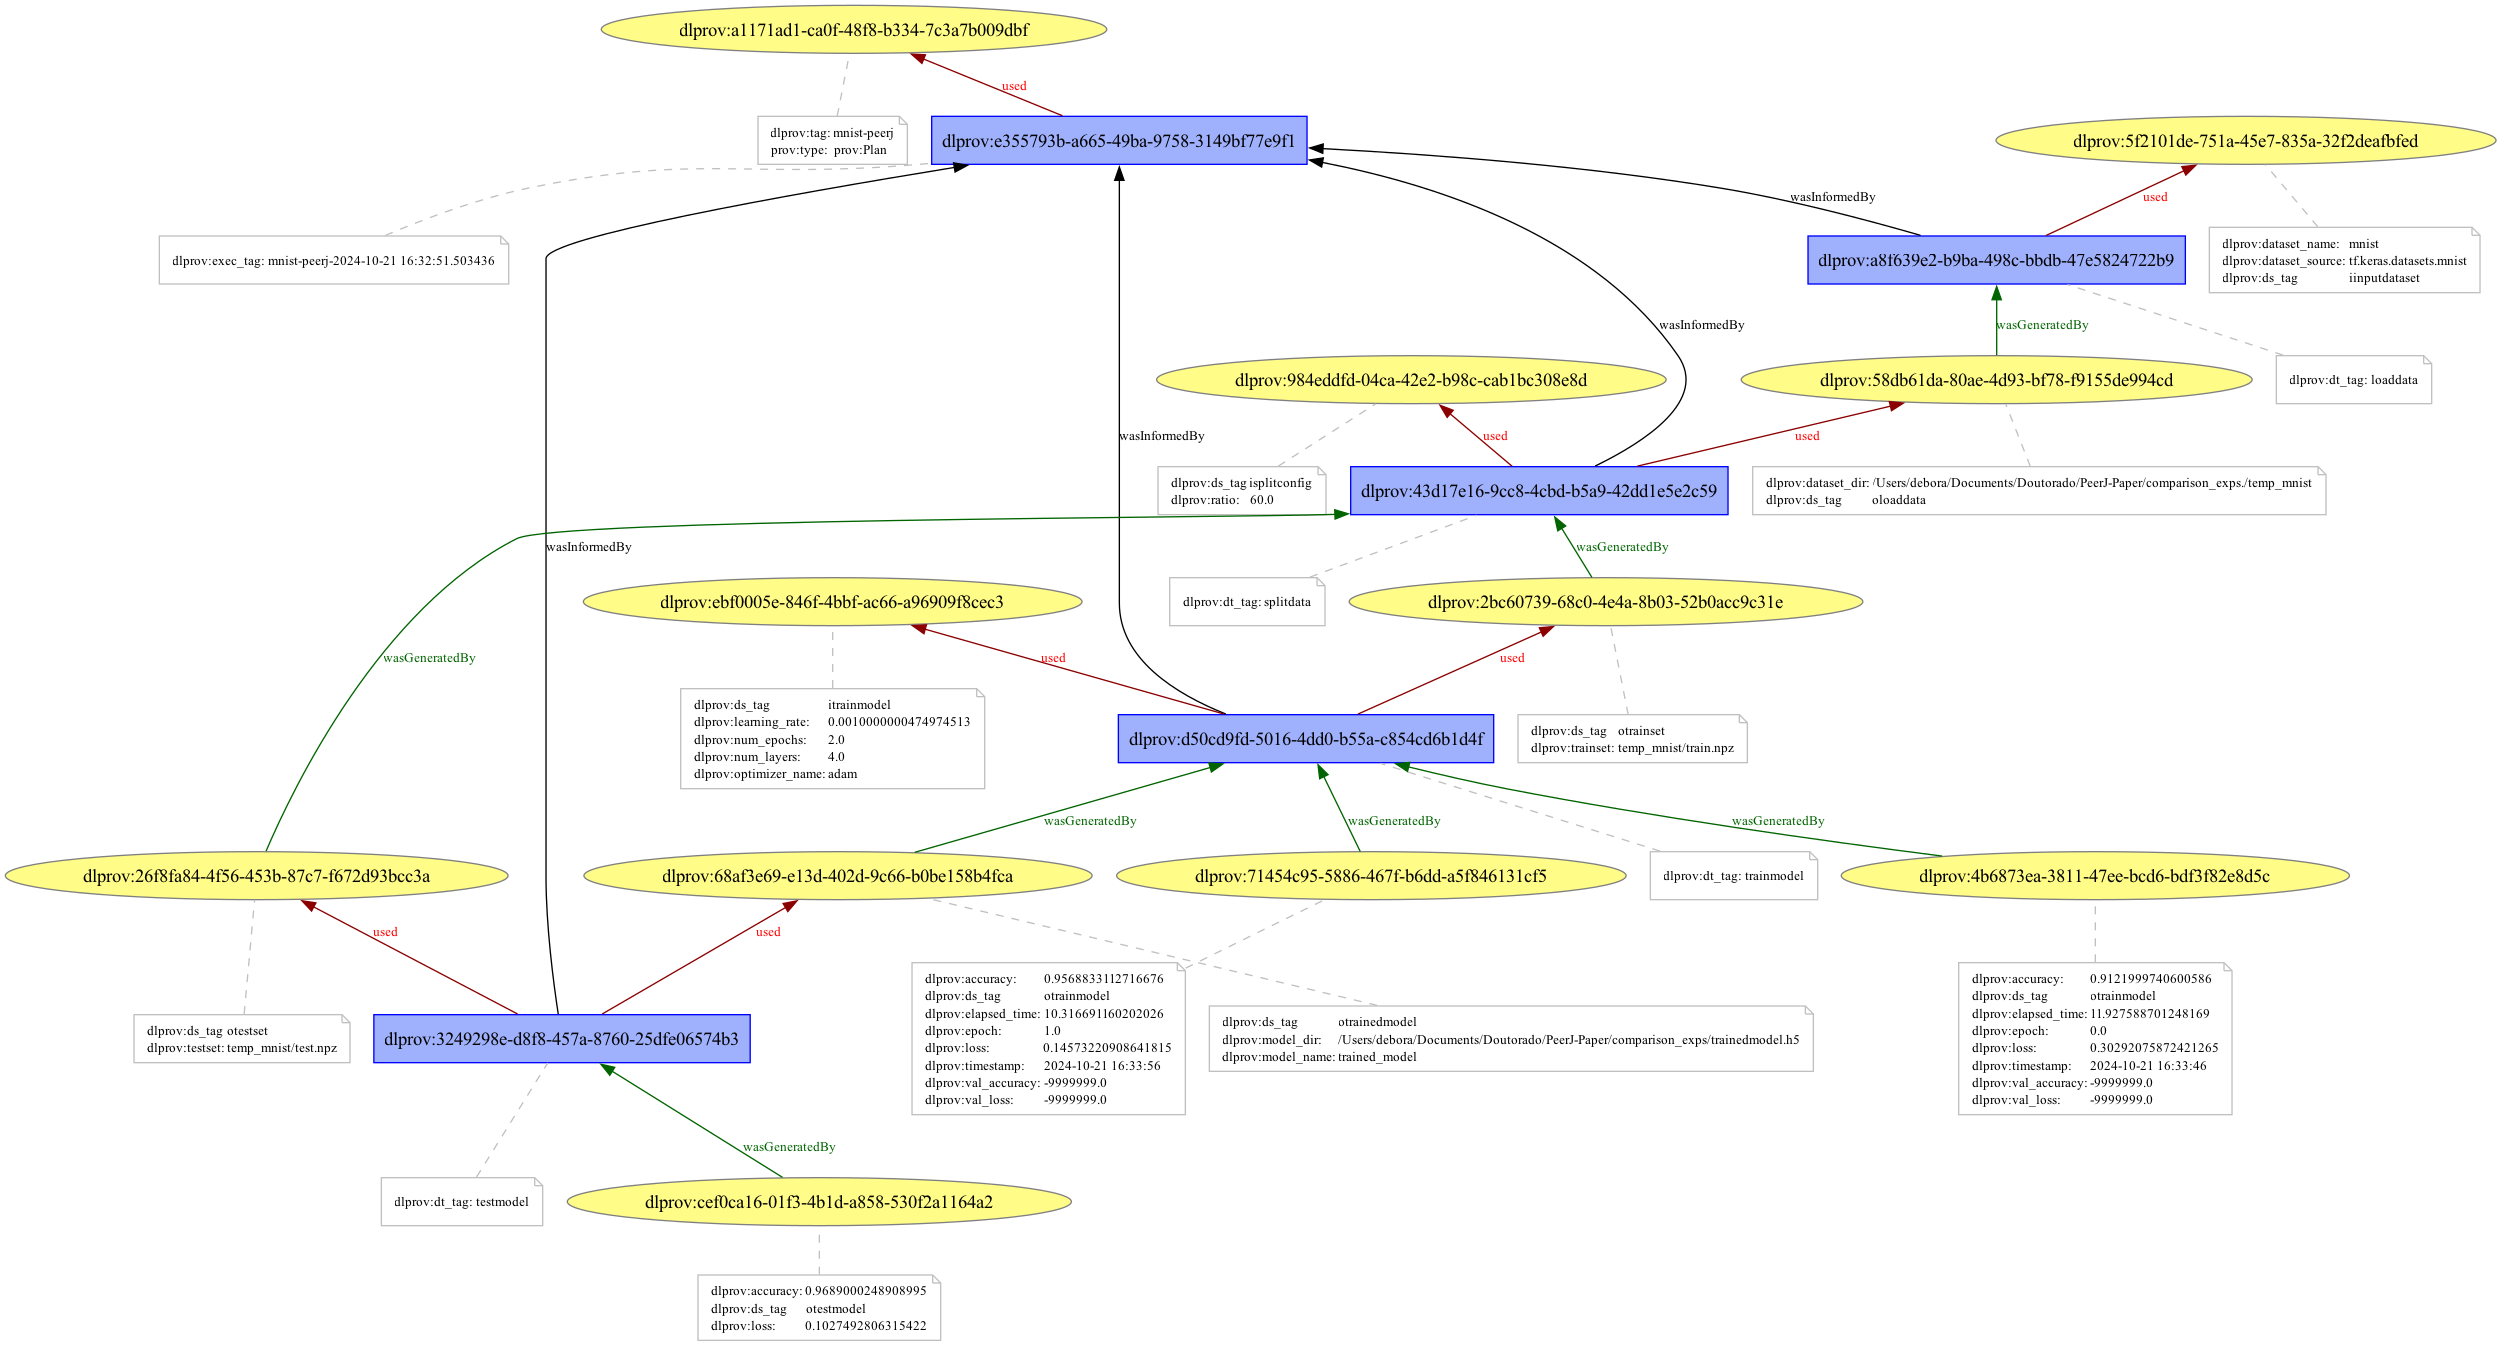 dlprov:a1171ad1-ca0f-48f8-b334-7c3a7b009dbf
used
dlprov:tag: mnist-peerj
prov:type: prov:Plan
dlprov:e355793b-a665-49ba-9758-3149bf77e9f1
dlprov:5f2101de-751a-45e7-835a-32f2deafbfed
wasInformedBy
used
dlprov:exec_tag: mnist-peerj-2024-10-21 16:32:51.503436
dlprov:a8f639e2-b9ba-498c-bbdb-47e5824722b9
dlprov:dataset_name: mnist
dlprov:dataset_source: tf.keras.datasets.mnist
dlprov:ds_tag iinputdataset
wasInformedBy
wasGeneratedBy
dlprov:984eddfd-04ca-42e2-b98c-cab1bc308e8d
dlprov:58db61da-80ae-4d93-bf78-f9155de994cd
dlprov:dt_tag: loaddata
wasInformedBy
used
used
dlprov:ds_tag isplitconfig
dlprov:ratio: 60.0
dlprov:43d17e16-9cc8-4cbd-b5a9-42dd1e5e2c59
dlprov:dataset_dir: /Users/debora/Documents/Doutorado/PeerJ-Paper/comparison_exps./temp_mnist
dlprov:ds_tag oloaddata
wasInformedBy
wasGeneratedBy
dlprov:ebf0005e-846f-4bbf-ac66-a96909f8cec3
dlprov:dt_tag: splitdata
dlprov:2bc60739-68c0-4e4a-8b03-52b0acc9c31e
wasGeneratedBy
used
used
dlprov:ds_tag itrainmodel
dlprov:learning_rate: 0.0010000000474974513
dlprov:num_epochs: 2.0
dlprov:num_layers: 4.0
dlprov:optimizer_name: adam
dlprov:d50cd9fd-5016-4dd0-b55a-c854cd6b1d4f
dlprov:ds_tag otrainset
dlprov:trainset: temp_mnist/train.npz
wasGeneratedBy
wasGeneratedBy
wasGeneratedBy
dlprov:26f8fa84-4f56-453b-87c7-f672d93bcc3a
dlprov:68af3e69-e13d-402d-9c66-b0be158b4fca
dlprov:71454c95-5886-467f-b6dd-a5f846131cf5
dlprov:dt_tag: trainmodel
dlprov:4b6873ea-3811-47ee-bcd6-bdf3f82e8d5c
used
used
dlprov:ds_tag otestset
dlprov:testset: temp_mnist/test.npz
dlprov:3249298e-d8f8-457a-8760-25dfe06574b3
dlprov:accuracy: 0.9568833112716676
dlprov:ds_tag otrainmodel
dlprov:elapsed_time: 10.316691160202026
dlprov:epoch: 1.0
dlprov:loss: 0.14573220908641815
dlprov:timestamp: 2024-10-21 16:33:56
dlprov:val_accuracy: -9999999.0
dlprov:val_loss: -9999999.0
dlprov:ds_tag otrainedmodel
dlprov:model_dir: /Users/debora/Documents/Doutorado/PeerJ-Paper/comparison_exps/trainedmodel.h5
dlprov:model_name: trained_model
dlprov:accuracy: 0.9121999740600586
dlprov:ds_tag otrainmodel
dlprov:elapsed_time: 11.927588701248169
dlprov:epoch: 0.0
dlprov:loss: 0.30292075872421265
dlprov:timestamp: 2024-10-21 16:33:46
dlprov:val_accuracy: -9999999.0
dlprov:val_loss: -9999999.0
wasGeneratedBy
dlprov:dt_tag: testmodel
dlprov:cef0ca16-01f3-4b1d-a858-530f2a1164a2
dlprov:accuracy: 0.9689000248908995
dlprov:ds_tag otestmodel
dlprov:loss: 0.1027492806315422